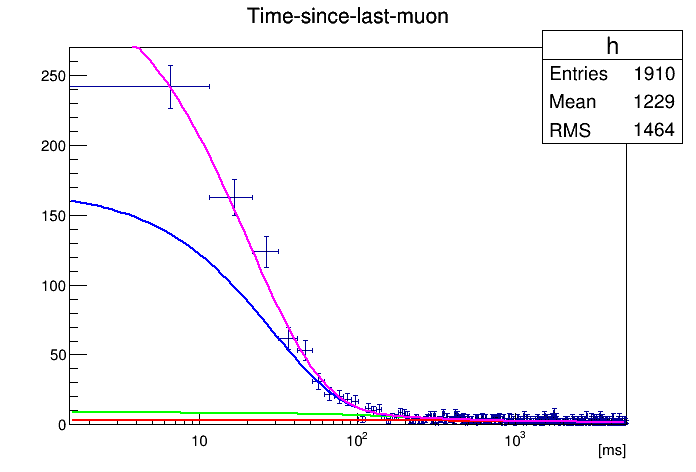 Time-since-last-muon
h
Entries 1910
Mean 1229
RMS 1464
250
200
150
100
50
0
10 10² 10³
[ms]